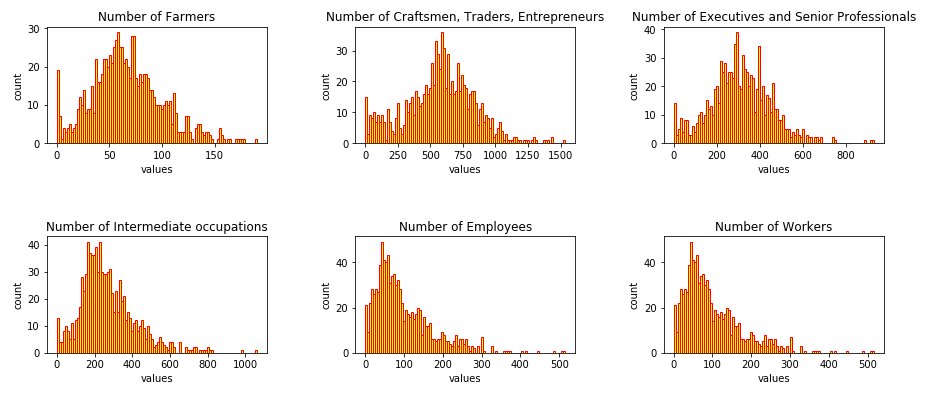 Number of Farmers
30
20
10
0
count
0 50 100 150
values
Number of Craftsmen, Traders, Entrepreneurs
30
20
10
0
count
0 250 500 750 1000 1250 1500
values
Number of Executives and Senior Professionals
40
30
20
10
0
count
0 200 400 600 800
values
Number of Intermediate occupations
40
30
20
10
0
count
0 200 400 600 800 1000
values
Number of Employees
40
20
0
count
0 100 200 300 400 500
values
Number of Workers
40
20
0
count
0 100 200 300 400 500
values